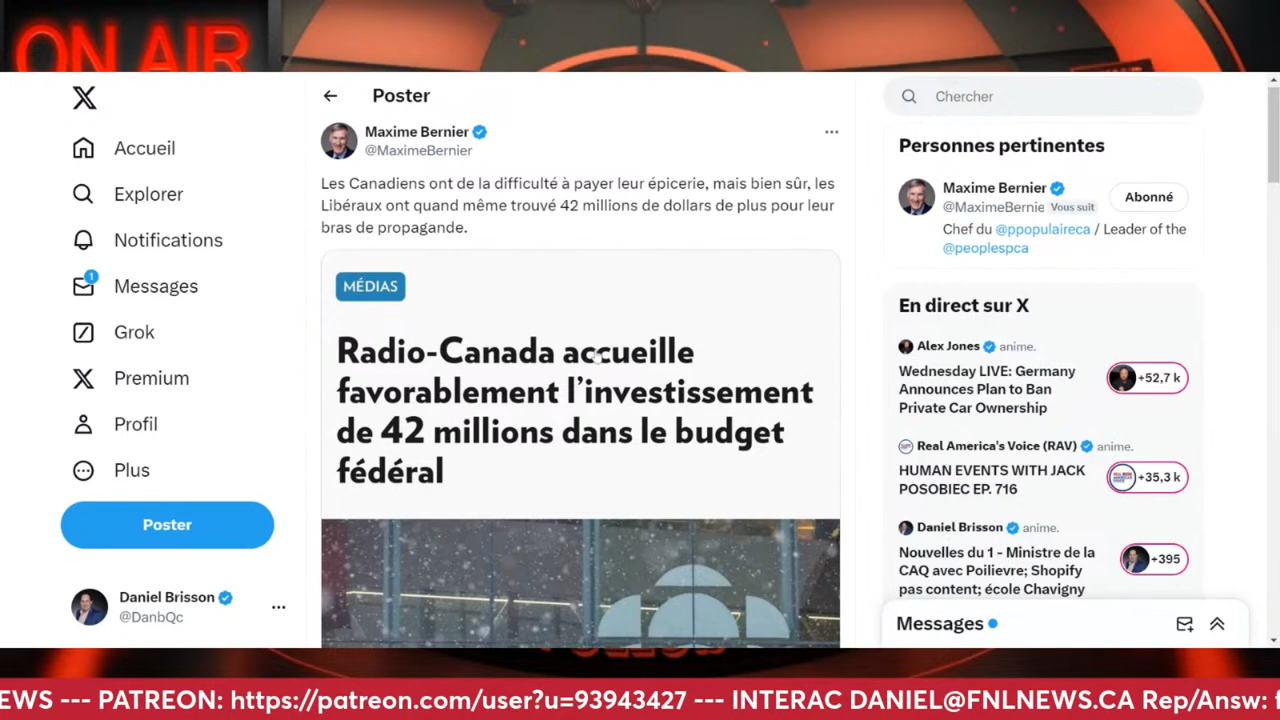 ON AIR
Accueil
Explorer
Notifications
1
Messages
Grok
Premium
Profil
Plus
Poster
Daniel Brisson
@DanbQc
Poster
Maxime Bernier
@MaximeBernier
Les Canadiens ont de la difficulté à payer leur épicerie, mais bien sûr, les
Libéraux ont quand même trouvé 42 millions de dollars de plus pour leur
bras de propagande.
MÉDIAS
Radio-Canada accueille
favorablement l’investissement
de 42 millions dans le budget
fédéral
Chercher
Personnes pertinentes
Maxime Bernier
@MaximeBernie Vous suit
Abonné
Chef du @ppopulaireca / Leader of the
@peoplespca
En direct sur X
Alex Jones anime.
Wednesday LIVE: Germany
Announces Plan to Ban
Private Car Ownership
+52,7 k
Real America's Voice (RAV) anime.
HUMAN EVENTS WITH JACK
POSOBIEC EP. 716
+35,3 k
Daniel Brisson anime.
Nouvelles du 1 - Ministre de la
CAQ avec Poilievre; Shopify
pas content; école Chavigny
+395
Messages
EWS --- PATREON: https://patreon.com/user?u=93943427 --- INTERAC DANIEL@FNLNEWS.CA Rep/Answ: